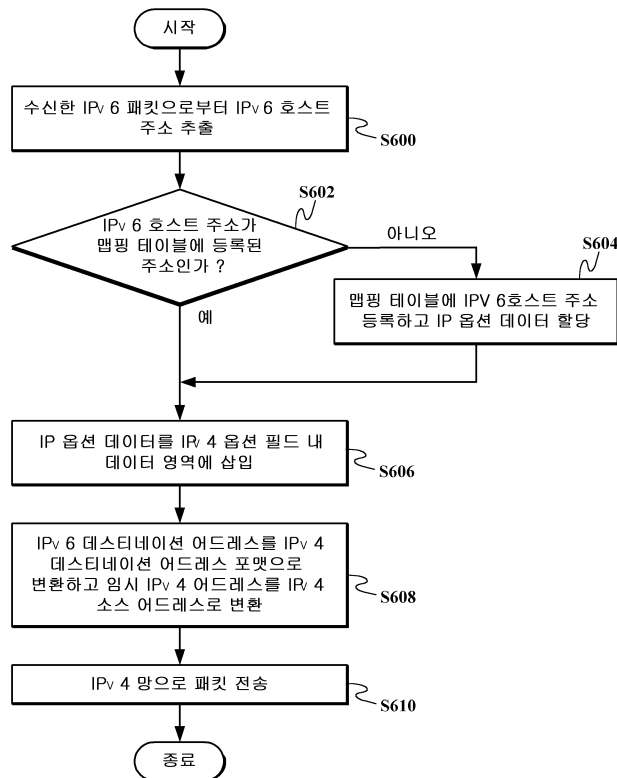 시작
수신한 IPv 6 패킷으로부터 IPv 6 호스트
주소 추출
S600
S602
IPv 6 호스트 주소가
맵핑 테이블에 등록된
주소인가 ?
아니오
예
S604
맵핑 테이블에 IPV 6호스트 주소
등록하고 IP 옵션 데이터 할당
IP 옵션 데이터를 IPv 4 옵션 필드 내
데이터 영역에 삽입
S606
IPv 6 데스티네이션 어드레스를 IPv 4
데스티네이션 어드레스 포맷으로
변환하고 임시 IPv 4 어드레스를 IPv 4
소스 어드레스로 변환
S608
IPv 4 망으로 패킷 전송
S610
종료